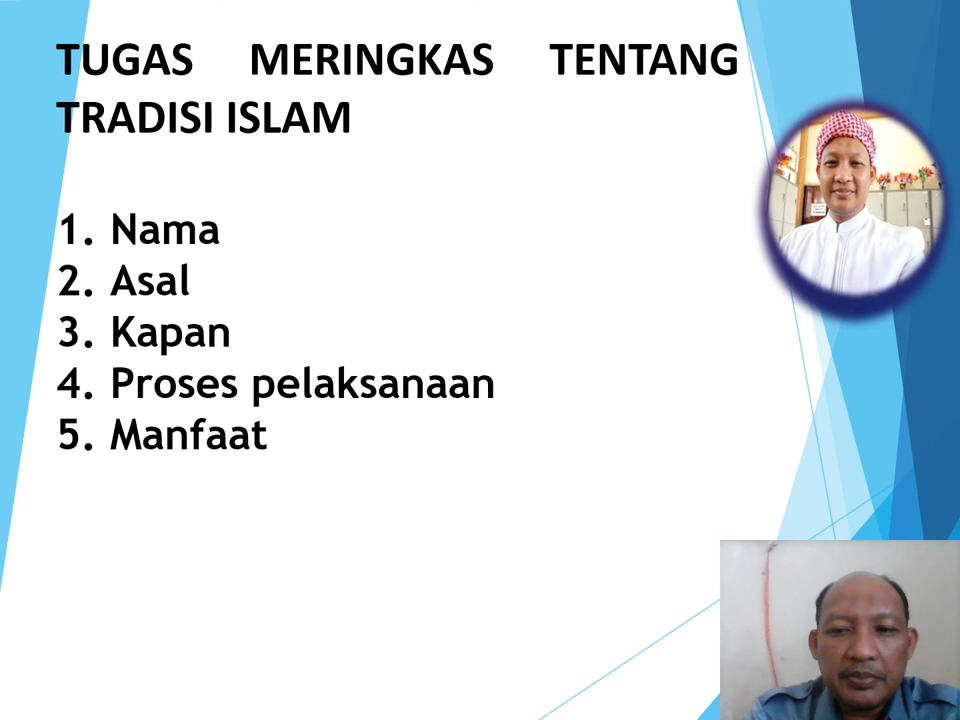 TUGAS MERINGKAS TENTANG
TRADISI ISLAM
1. Nama
2. Asal
3. Kapan
4. Proses pelaksanaan
5. Manfaat